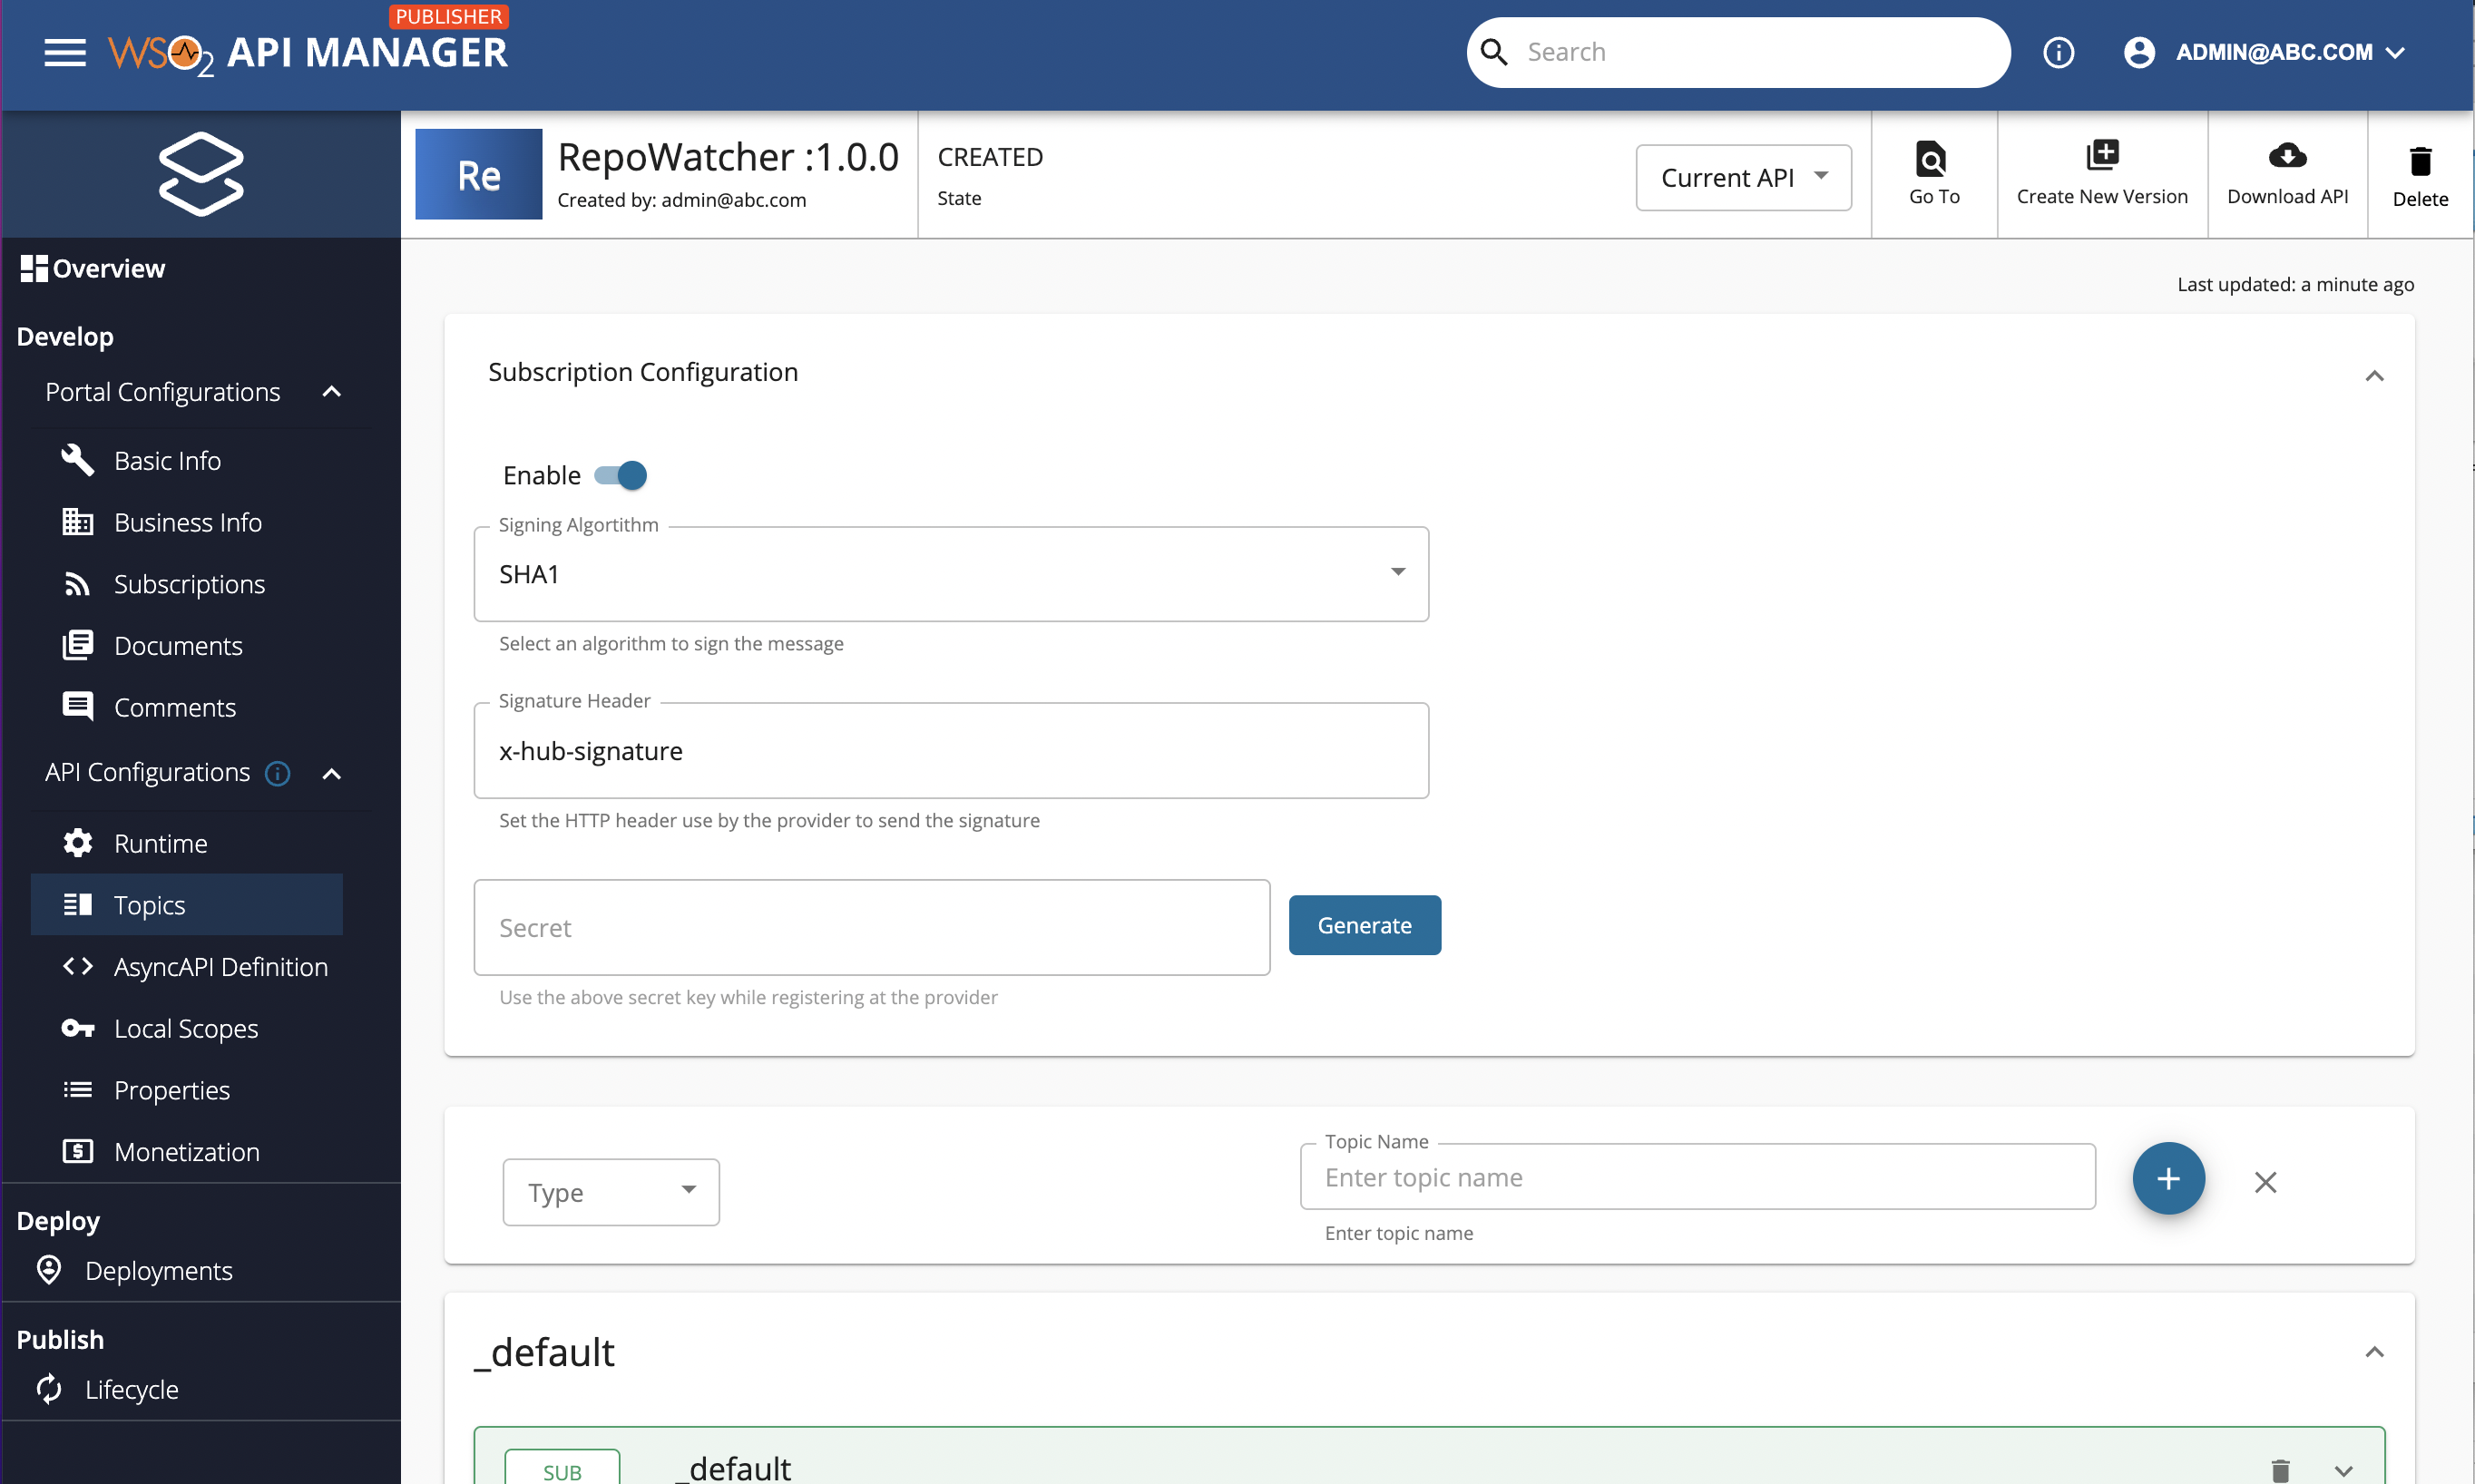 PUBLISHER
WSO2 API MANAGER
Search
ADMIN@ABC.COM
Re
RepoWatcher :1.0.0
Created by: admin@abc.com
CREATED
State
Current API
Go To
Create New Version
Download API
Delete
Overview
Develop
Portal Configurations
Basic Info
Business Info
Subscriptions
Documents
Comments
API Configurations
Runtime
Topics
AsyncAPI Definition
Local Scopes
Properties
Monetization
Deploy
Deployments
Publish
Lifecycle
Last updated: a minute ago
Subscription Configuration
Enable
Signing Algortithm
SHA1
Select an algorithm to sign the message
Signature Header
x-hub-signature
Set the HTTP header use by the provider to send the signature
Secret
Generate
Use the above secret key while registering at the provider
Type
Topic Name
Enter topic name
Enter topic name
_default
SUB
_default